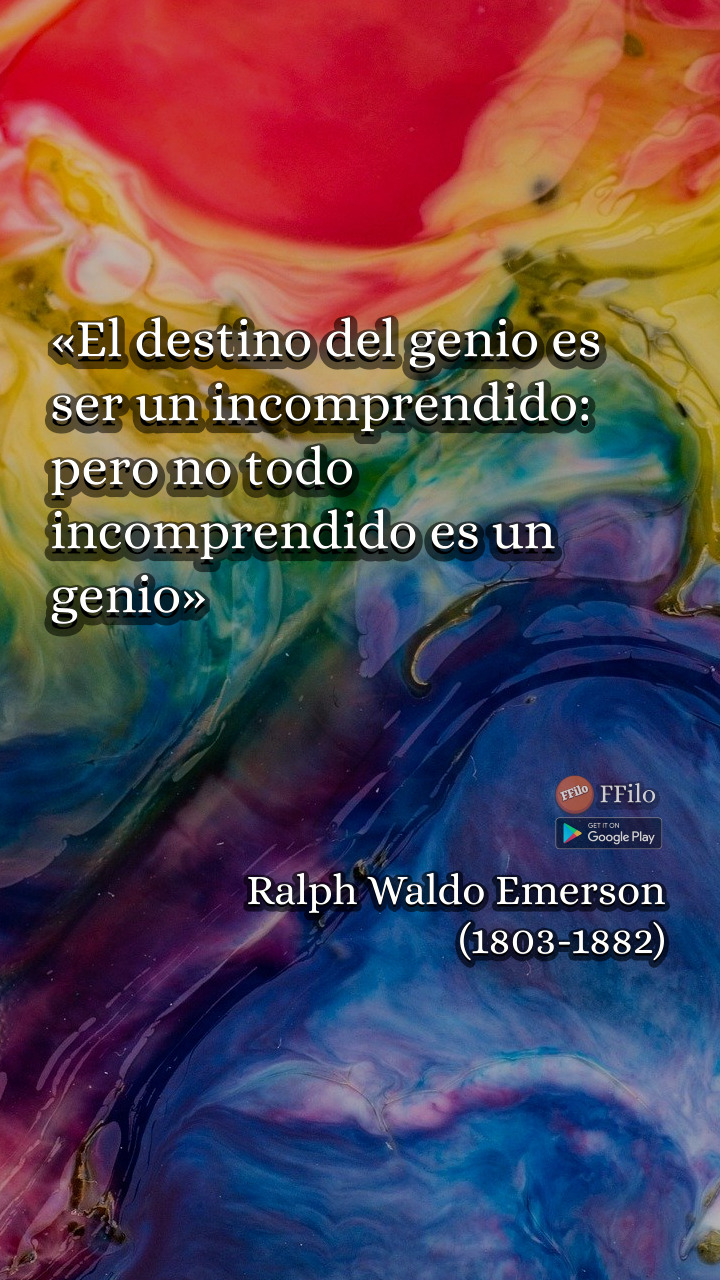 «El destino del genio es
ser un incomprendido:
pero no todo
incomprendido es un
genio»
FFilo FFilo
GET IT ON
Google Play
Ralph Waldo Emerson
(1803-1882)